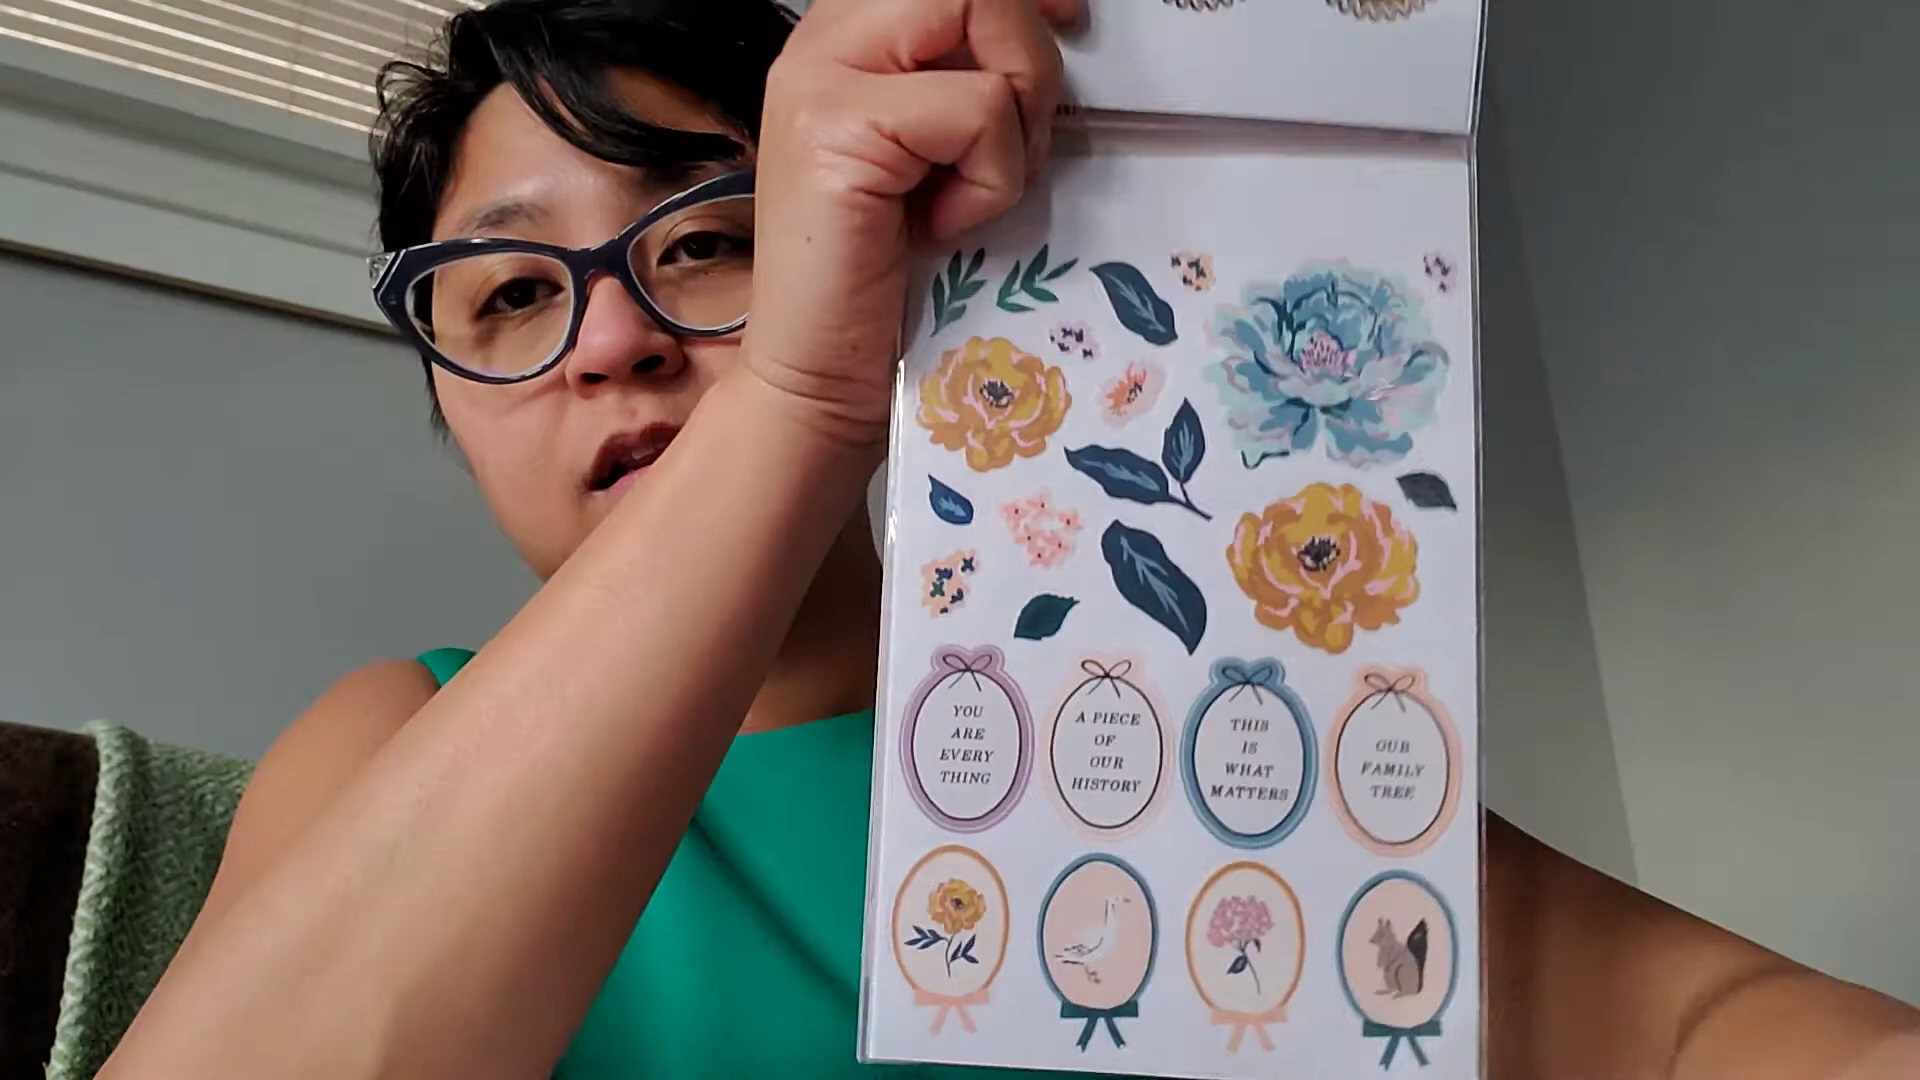 YOU
ARE
EVERY
THING
A PIECE
OF
OUR
HISTORY
THIS
IS
WHAT
MATTERS
OUR
FAMILY
TREE